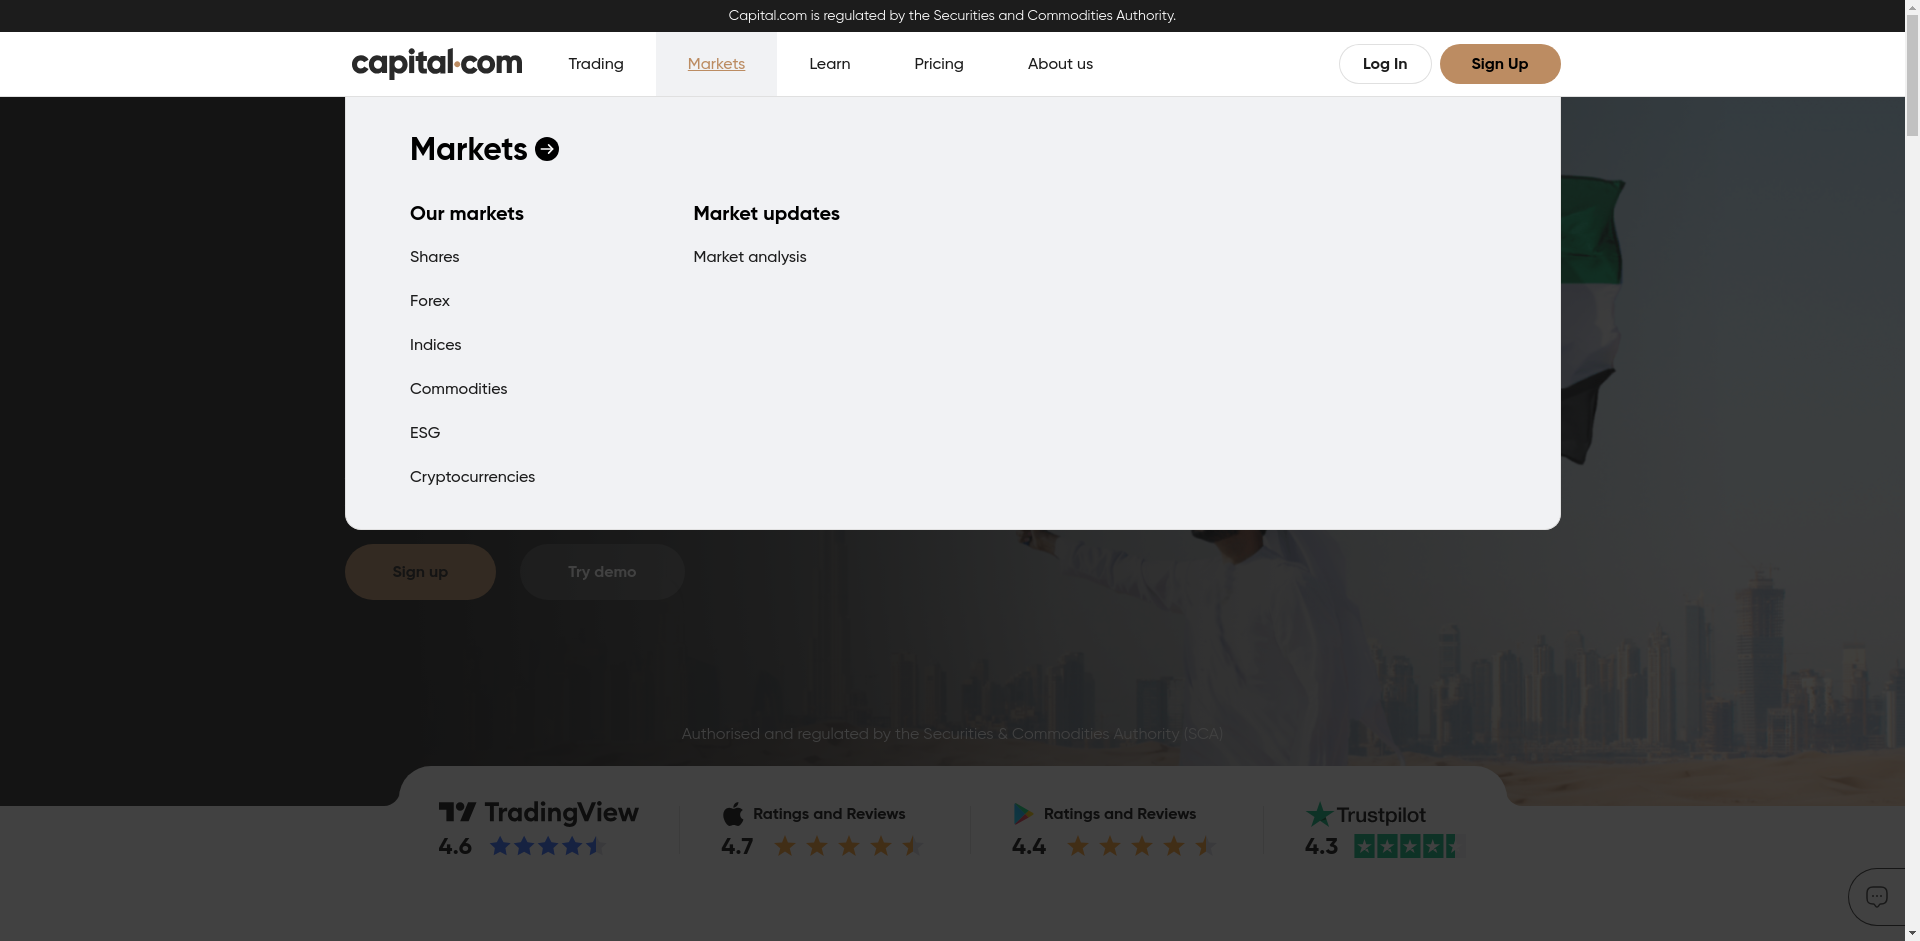 Capital.com is regulated by the Securities and Commodities Authority.
capital.com
Trading
Markets
Learn
Pricing
About us
Log In
Sign Up
Markets
Our markets
Shares
Forex
Indices
Commodities
ESG
Cryptocurrencies
Market updates
Market analysis
Sign up
Try demo
Authorised and regulated by the Securities & Commodities Authority (SCA)
TradingView
4.6
Ratings and Reviews
4.7
Ratings and Reviews
4.4
Trustpilot
4.3